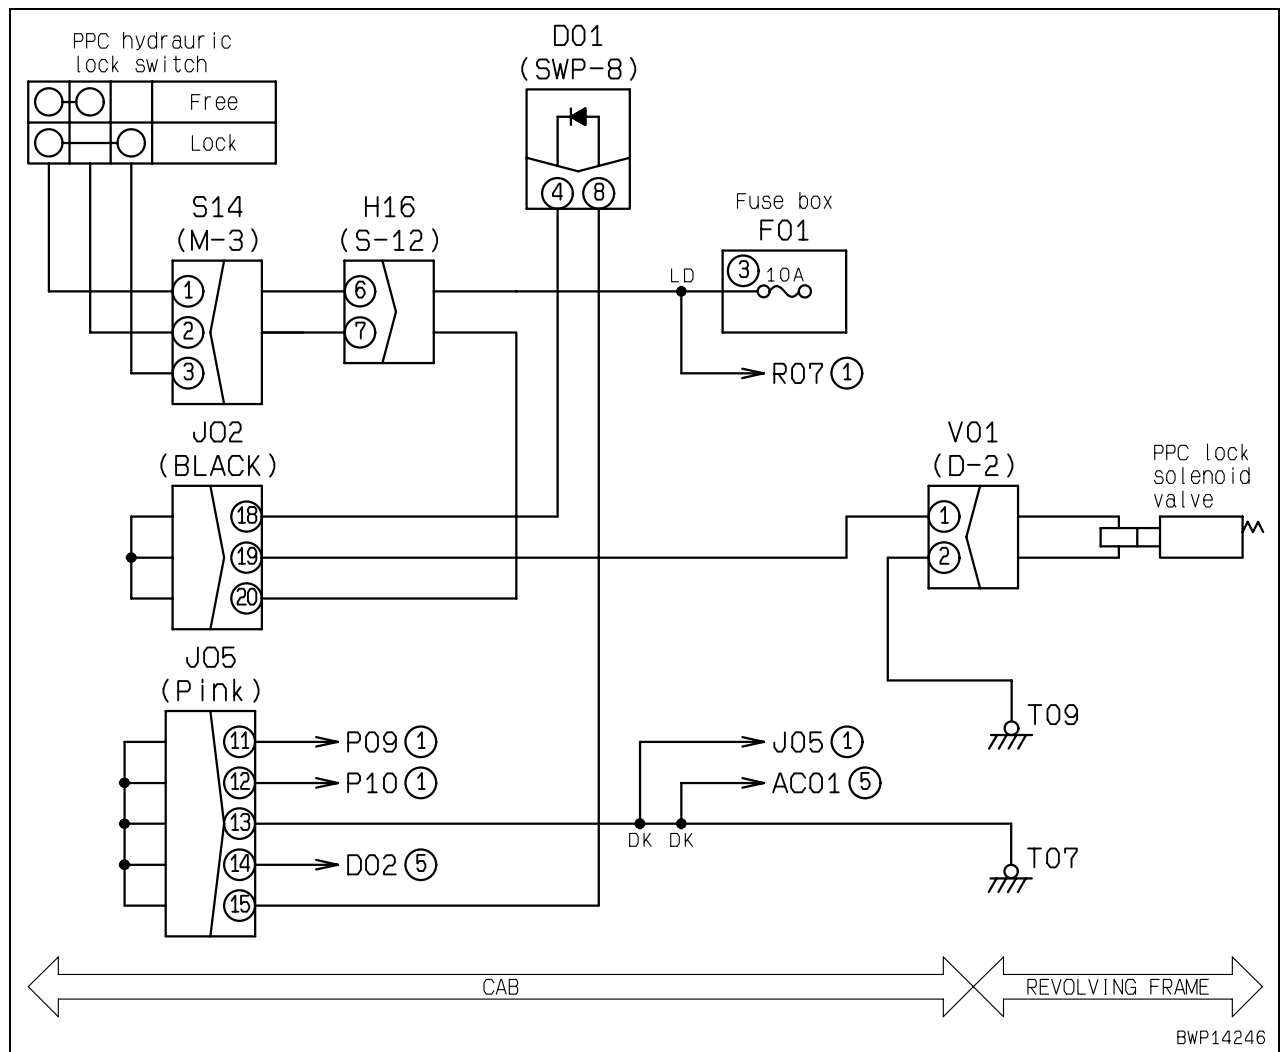 PPC hydrauric
lock switch
Free
Lock
D01
(SWP-8)
4
8
S14
(M-3)
1
2
3
H16
(S-12)
6
7
Fuse box
F01
3
10A
LD
R07 1
J02
(BLACK)
18
19
20
V01
(D-2)
1
2
PPC lock
solenoid
valve
J05
(Pink)
11
12
13
14
15
P09 1
P10 1
D02 5
J05 1
AC01 5
DK
DK
T09
T07
CAB
REVOLVING FRAME
BWP14246